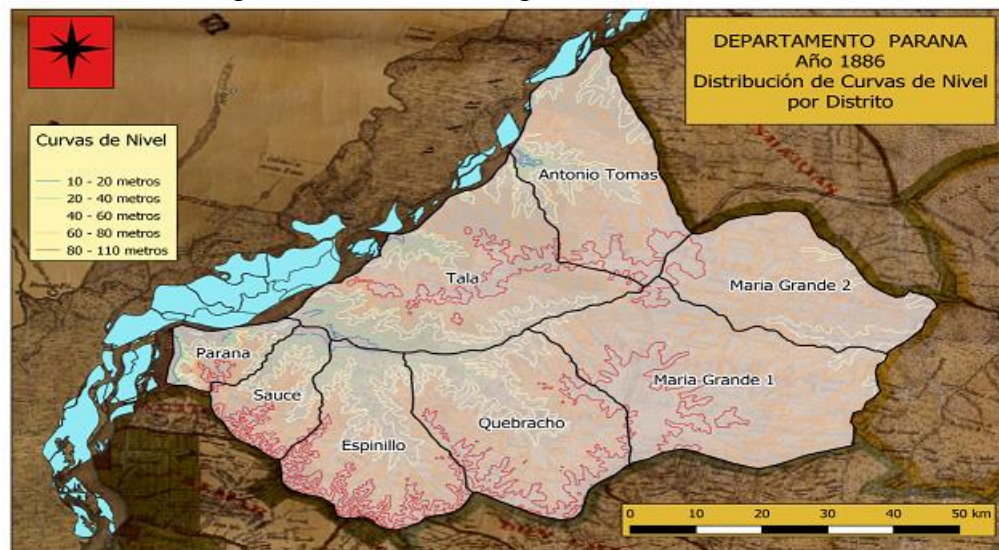 DEPARTAMENTO PARANA
Año 1886
Distribución de Curvas de Nivel
por Distrito
Curvas de Nivel
10 - 20 metros
20 - 40 metros
40 - 60 metros
60 - 80 metros
80 - 110 metros
Antonio Tomas
Tala
Maria Grande 2
Parana
Sauce
Maria Grande 1
Quebracho
Espinillo
0 10 20 30 40 50 km